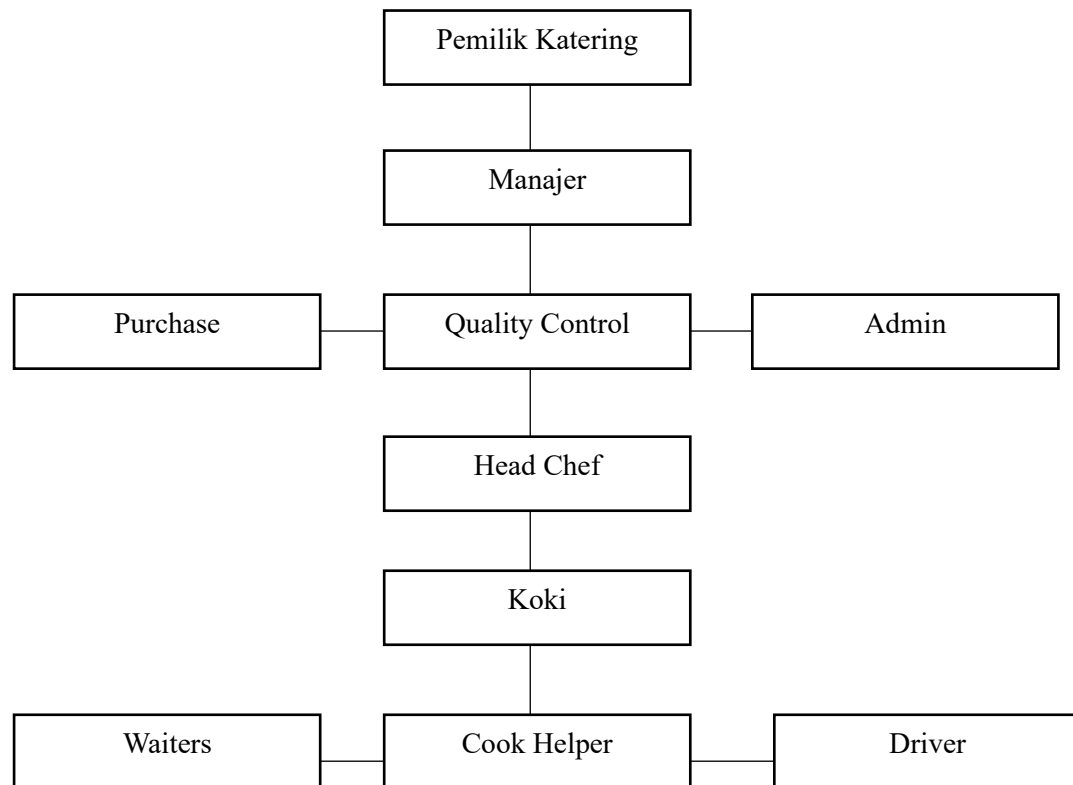 Pemilik Katering
Manajer
Purchase
Quality Control
Admin
Head Chef
Koki
Waiters
Cook Helper
Driver